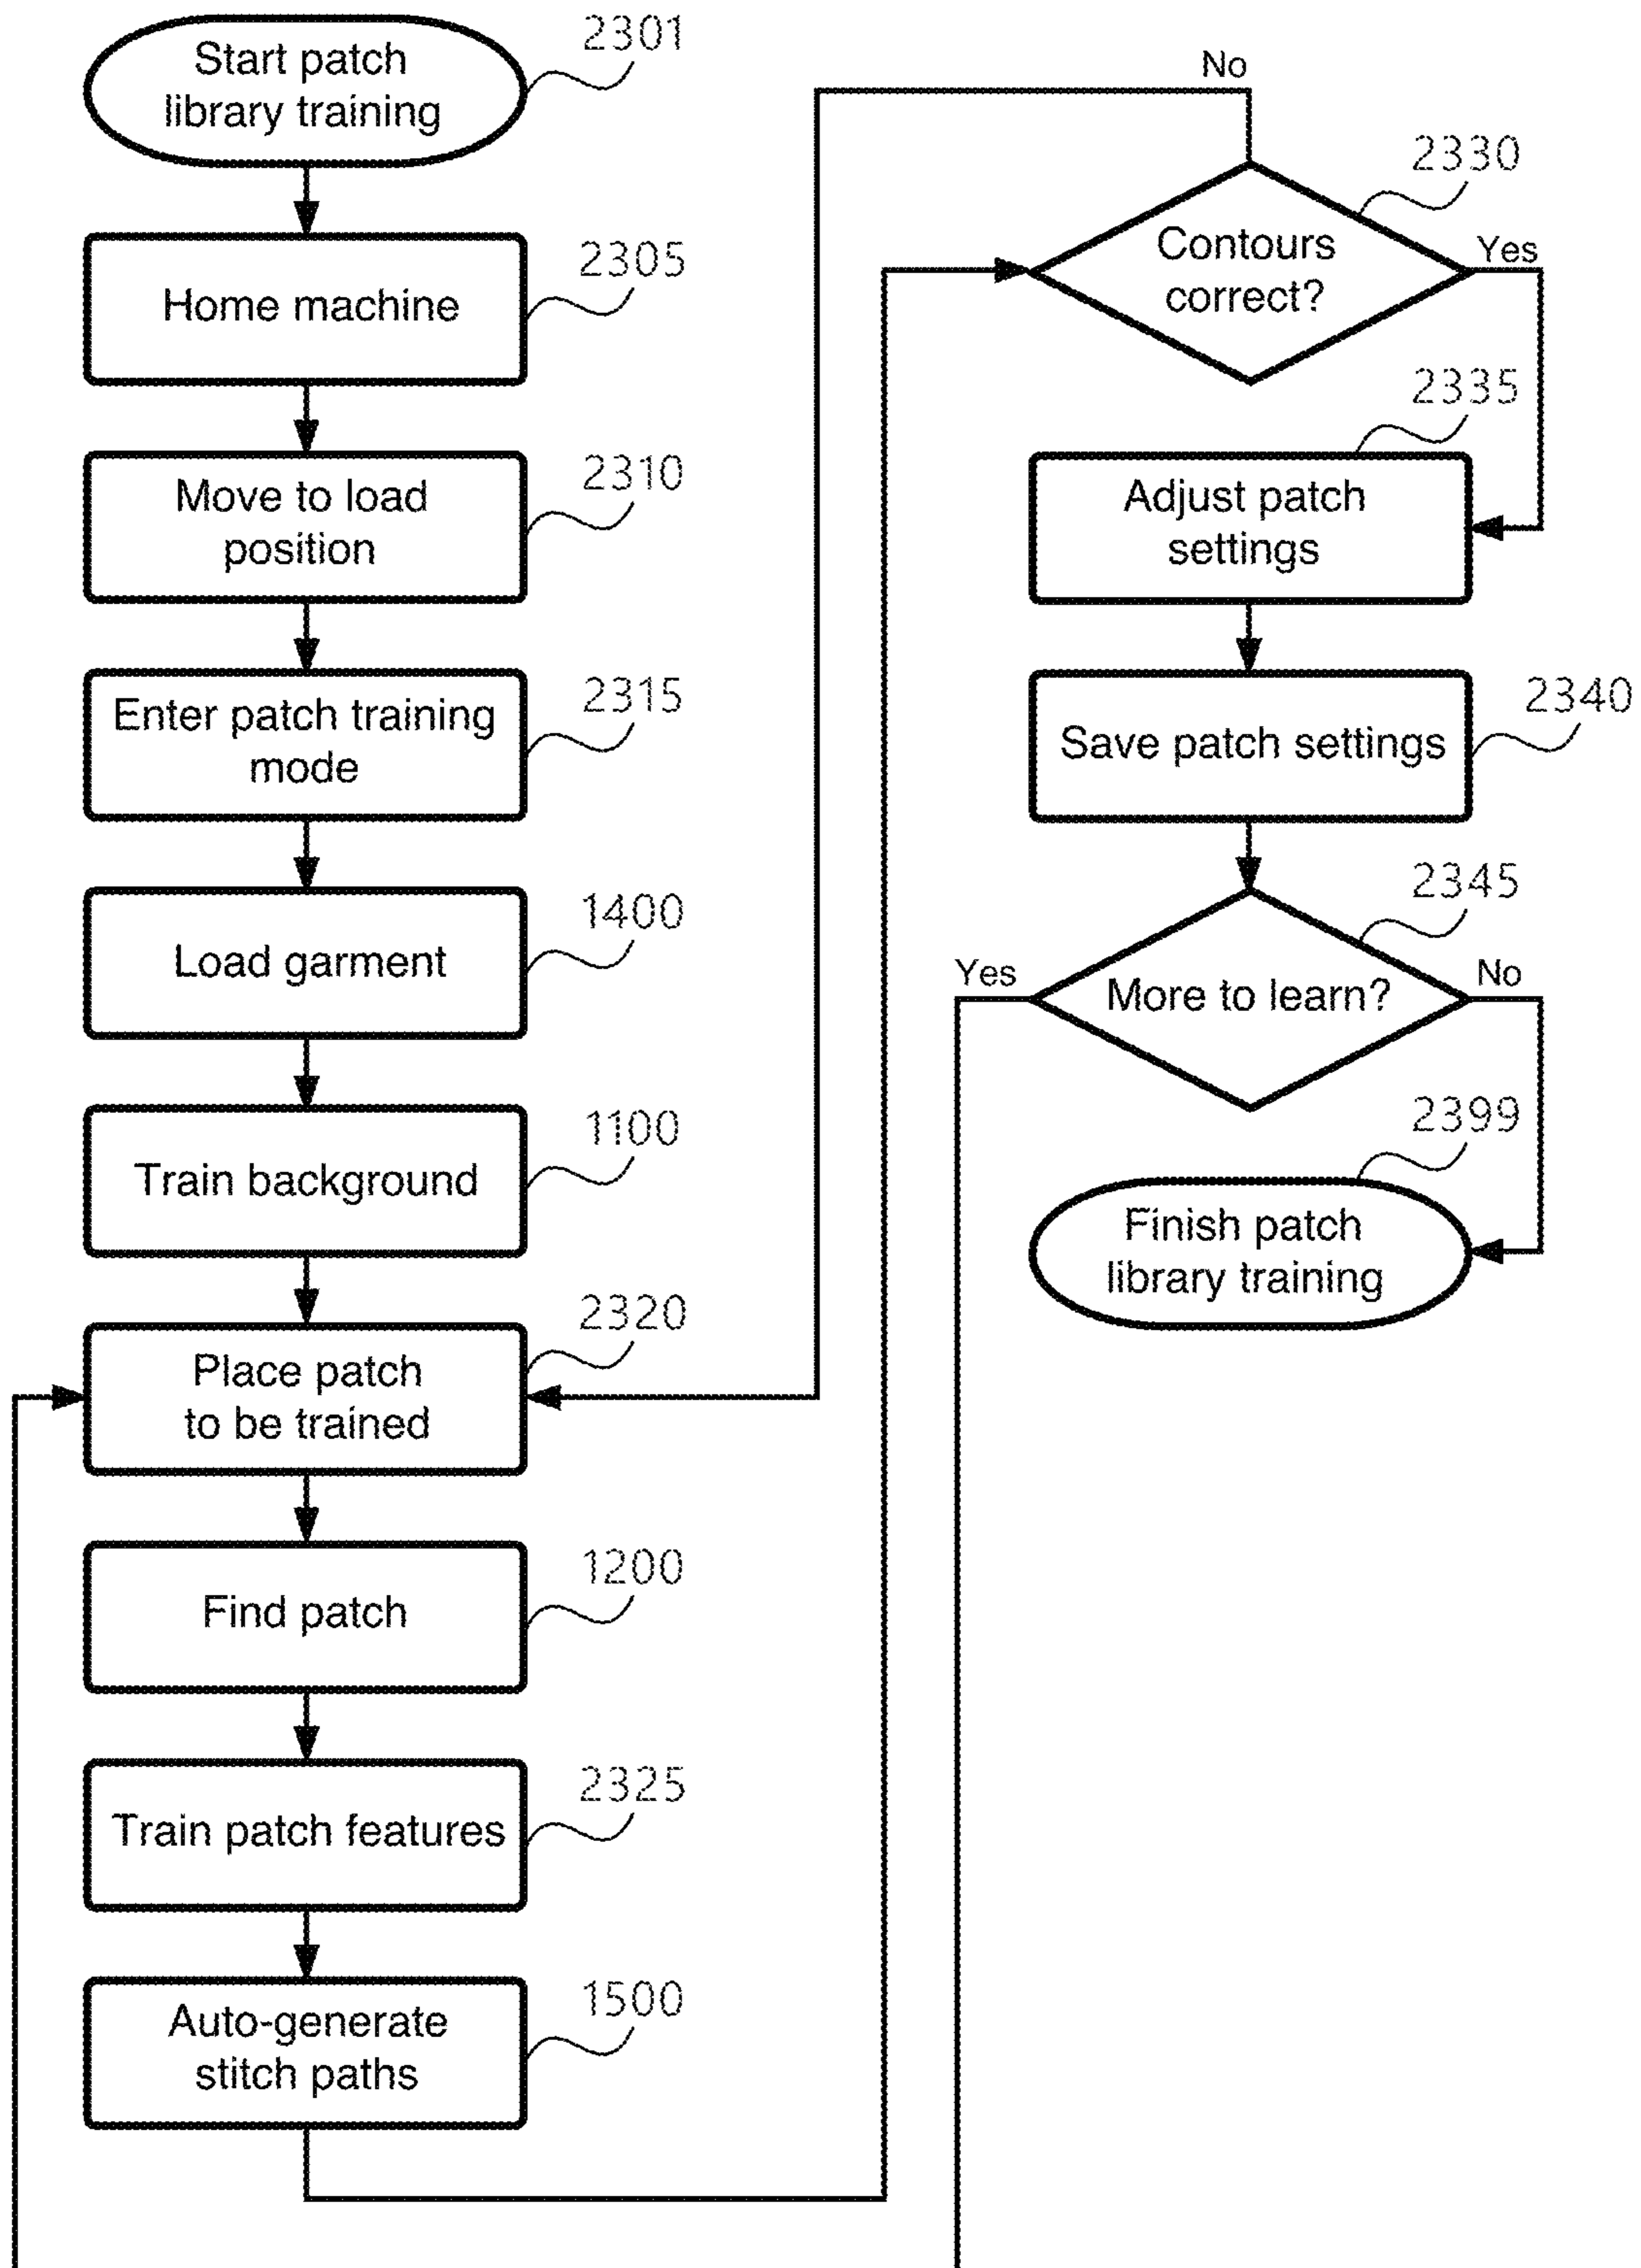 Start patch
library training
2301
Home machine
2305
Move to load
position
2310
Enter patch training
mode
2315
Load garment
1400
Train background
1100
Place patch
to be trained
2320
Find patch
1200
Train patch features
2325
Auto-generate
stitch paths
1500
No
2330
Contours
correct?
Yes
2335
Adjust patch
settings
2340
Save patch settings
2345
Yes
More to learn?
No
2399
Finish patch
library training